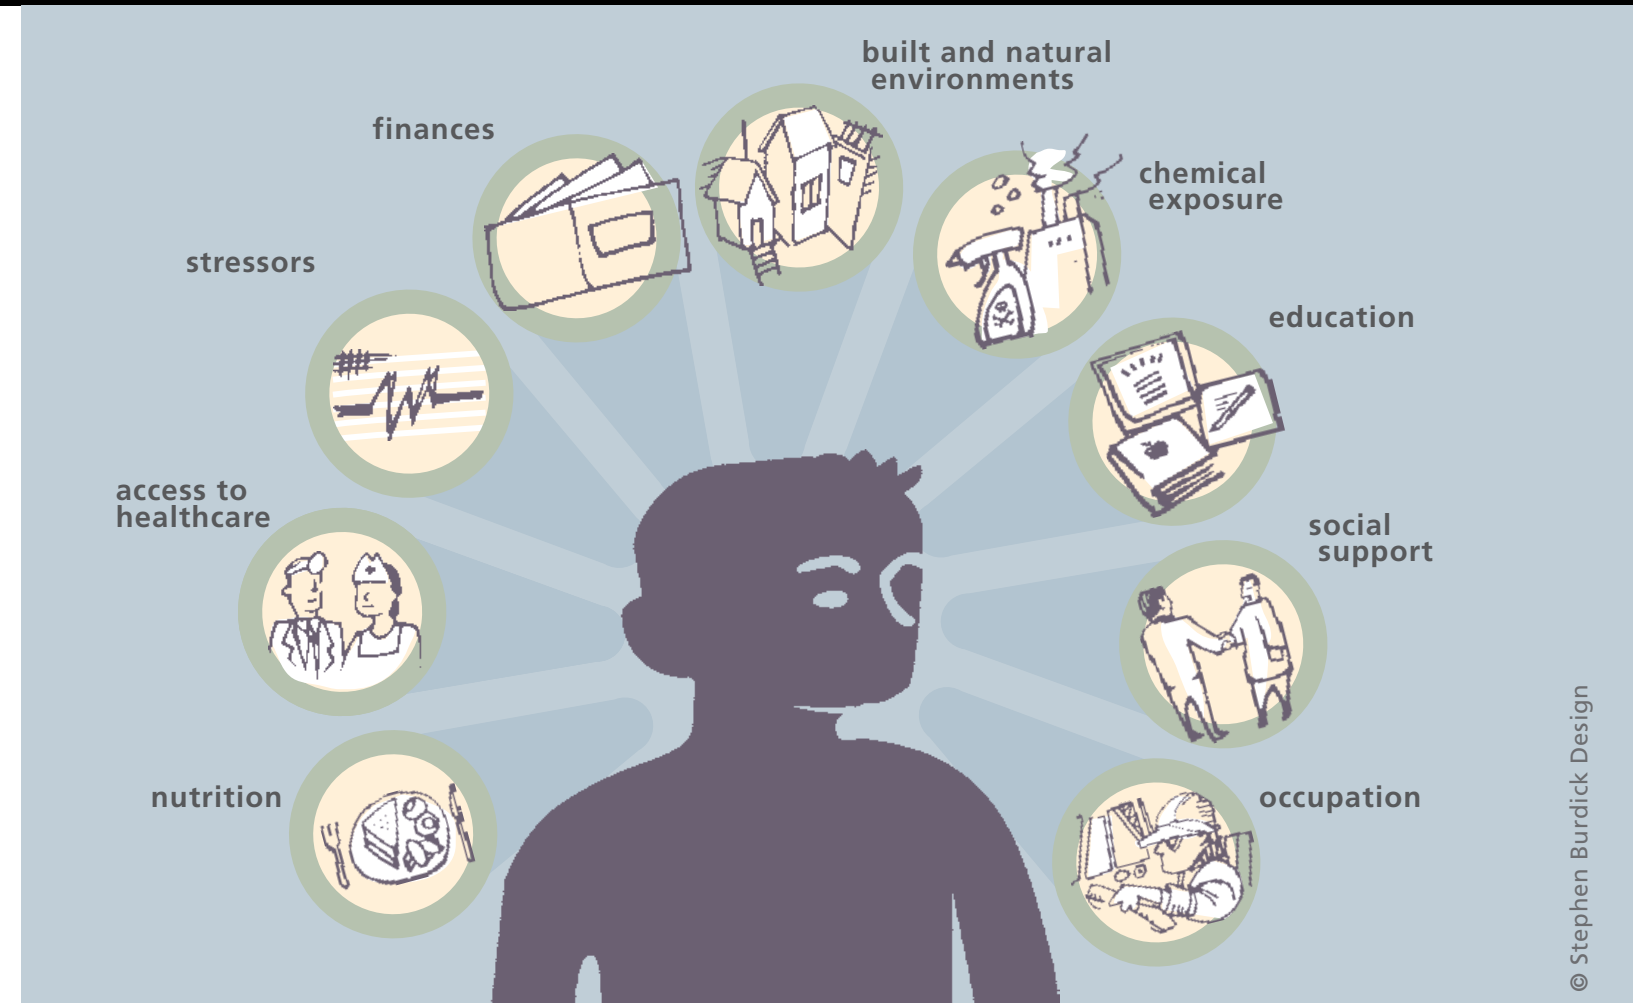 built and natural
environments
finances
chemical
exposure
stressors
education
access to
healthcare
social
support
nutrition
occupation
© Stephen Burdick Design